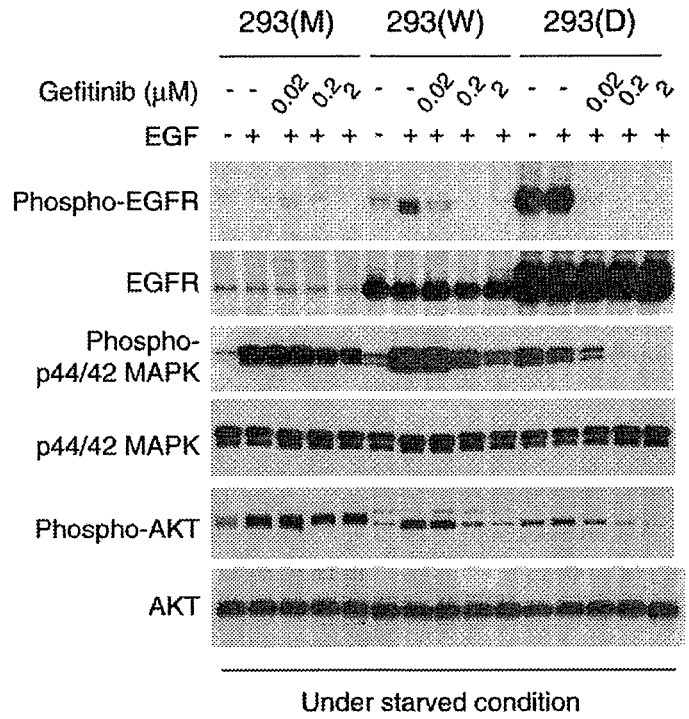 293(M) 293(W) 293(D)
Gefitinib (μM) - - 0.02 0.2 2 - - 0.02 0.2 2 - - 0.02 0.2 2
EGF - + + + + - + + + + - + + + +
Phospho-EGFR
EGFR
Phospho-
p44/42 MAPK
p44/42 MAPK
Phospho-AKT
AKT
Under starved condition